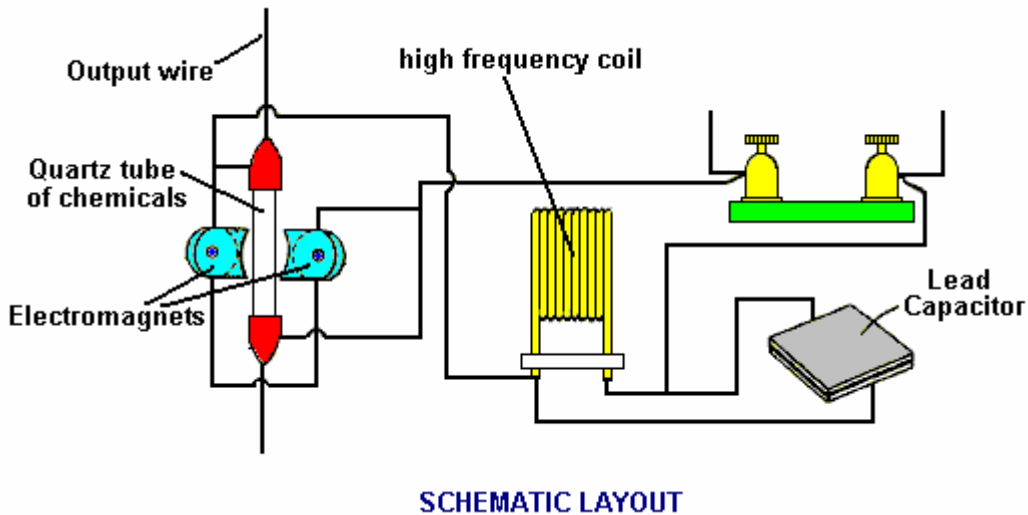 Output wire
high frequency coil
Quartz tube
of chemicals
Electromagnets
Lead
Capacitor
SCHEMATIC LAYOUT